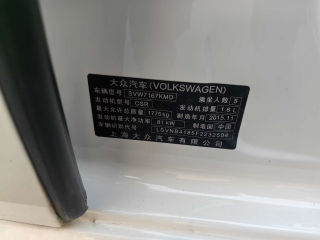 大众汽车(VOLKSWAGEN)
车辆型号 SVW7167KMD 乘坐人数 5
发动机型号 CSR 发动机排量 1.6 L
最大允许总质量 1775kg 制造年月 2015.11
发动机最大净功率 81kW 制造国 中国
车辆识别代号 LSVNB4185F2232504
上海大众汽车有限公司